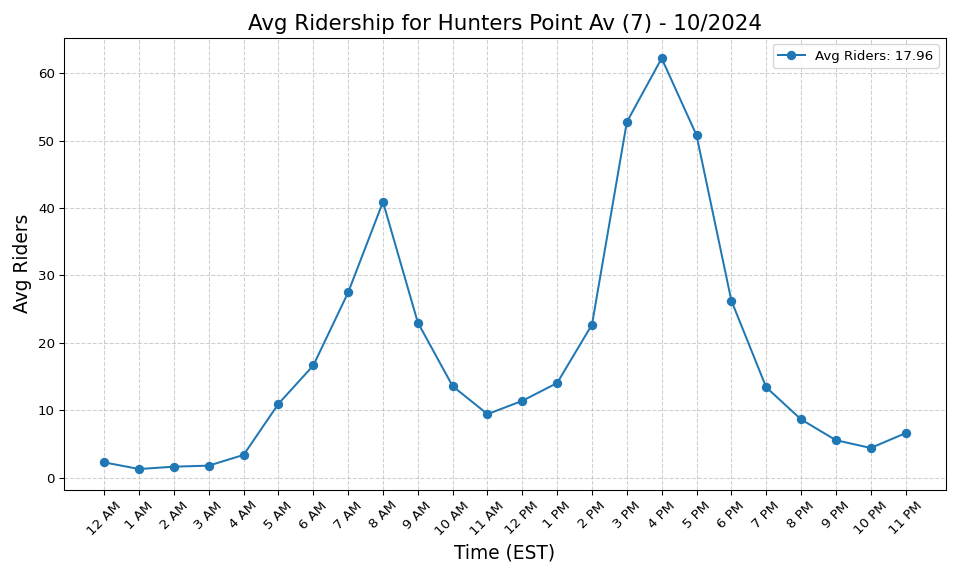 Avg Ridership for Hunters Point Av (7) - 10/2024
Avg Riders: 17.96
Avg Riders
60
50
40
30
20
10
0
12 AM
1 AM
2 AM
3 AM
4 AM
5 AM
6 AM
7 AM
8 AM
9 AM
10 AM
11 AM
12 PM
1 PM
2 PM
3 PM
4 PM
5 PM
6 PM
7 PM
8 PM
9 PM
10 PM
11 PM
Time (EST)